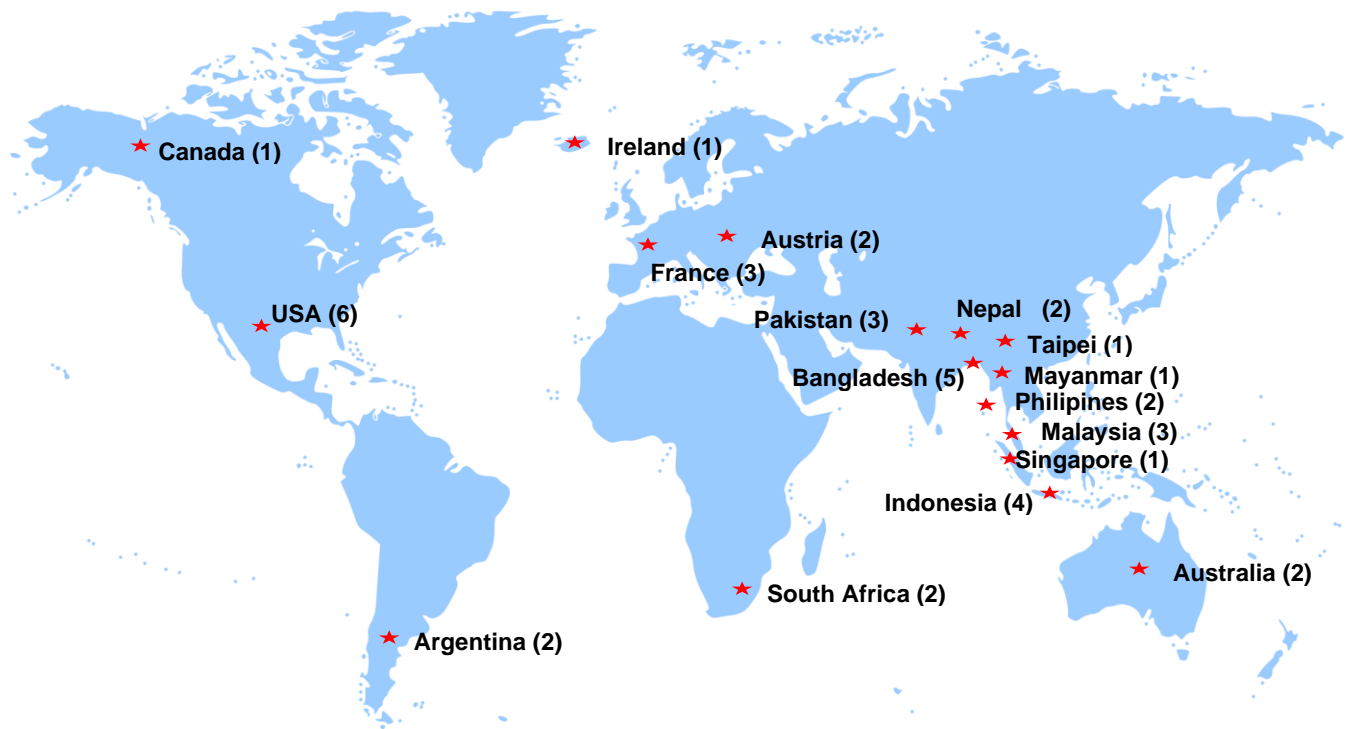 Canada (1)
Ireland (1)
Austria (2)
France (3)
USA (6)
Nepal (2)
Pakistan (3)
Taipei (1)
Bangladesh (5)
Mayanmar (1)
Philipines (2)
Malaysia (3)
Singapore (1)
Indonesia (4)
Australia (2)
South Africa (2)
Argentina (2)